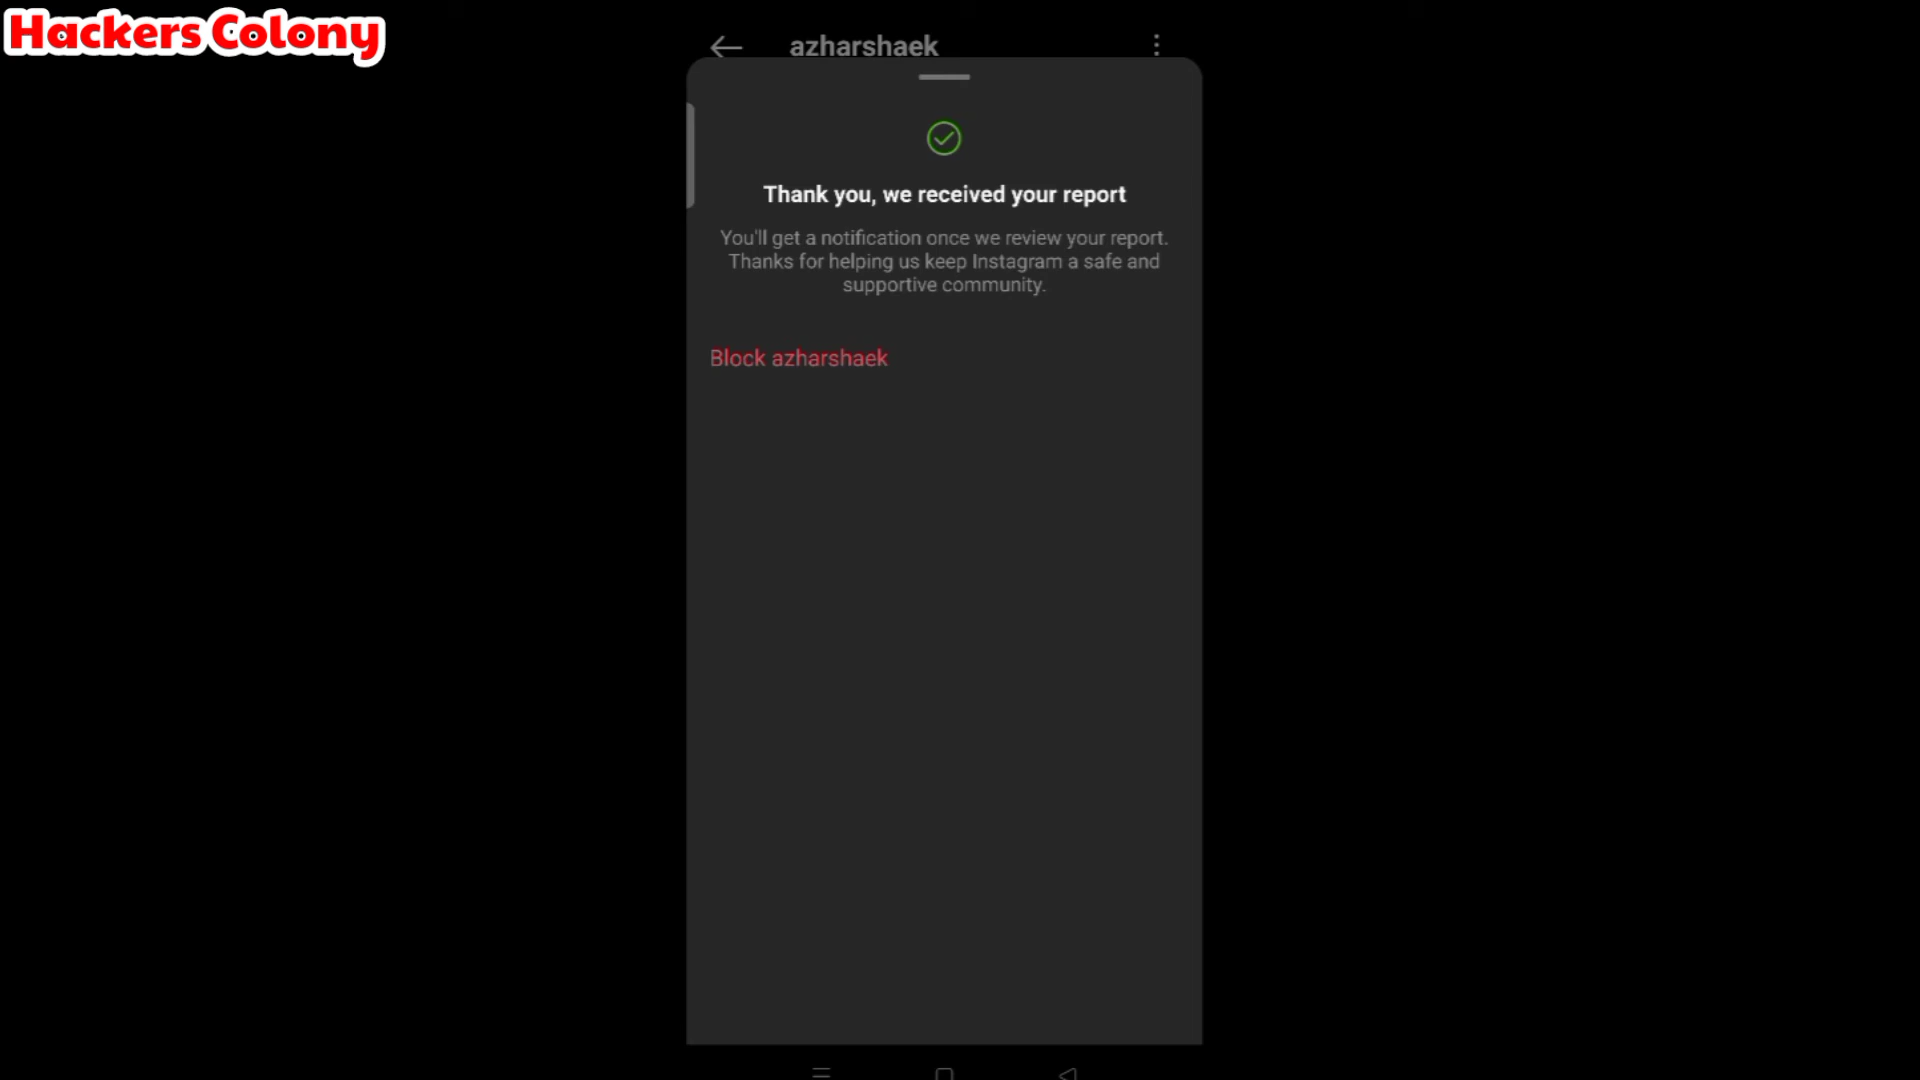 Hackers Colony
azharshaek
Thank you, we received your report
You'll get a notification once we review your report.
Thanks for helping us keep Instagram a safe and
supportive community.
Block azharshaek